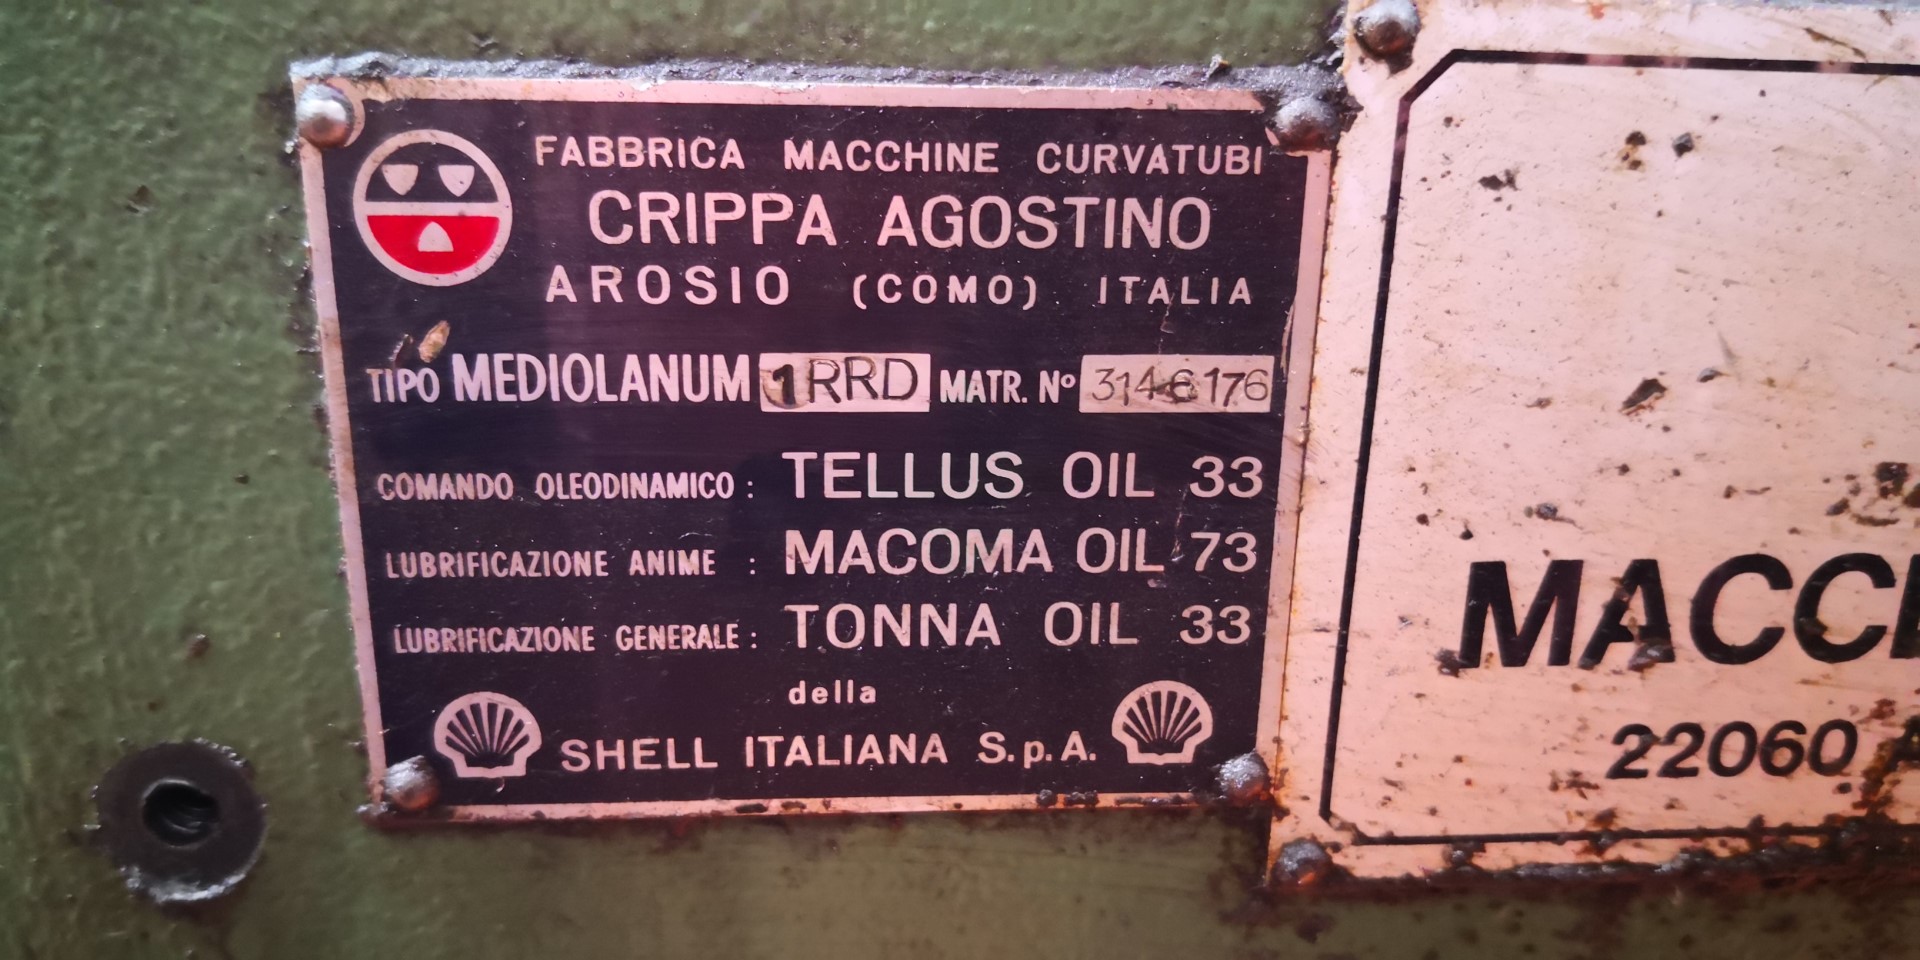 FABBRICA MACCHINE CURVATUBI
CRIPPA AGOSTINO
AROSIO (COMO) ITALIA
TIPO MEDIOLANUM 1RRD MATR. Nº 3146176
COMANDO OLEODINAMICO: TELLUS OIL 33
LUBRIFICAZIONE ANIME : MACOMA OIL 73
LUBRIFICAZIONE GENERALE: TONNA OIL 33
della
SHELL ITALIANA S.p.A.
MACC
22060 A